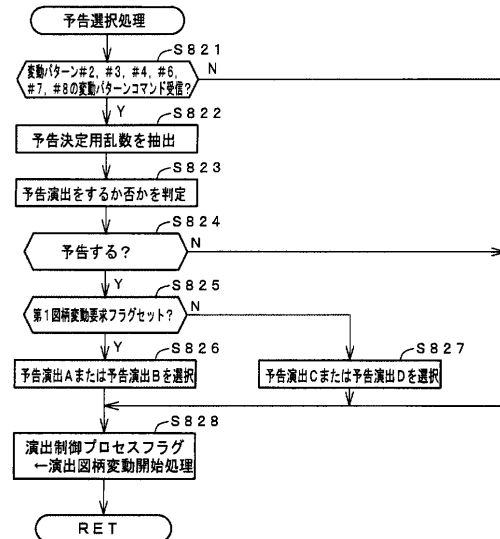 予告選択処理
S821
変動パターン#2, #3, #4, #6,
#7, #8の変動パターンコマンド受信?
N
Y
S822
予告決定用乱数を抽出
S823
予告演出をするか否かを判定
S824
予告する?
N
Y
S825
第1図柄変動要求フラグセット?
N
Y
S826
予告演出Aまたは予告演出Bを選択
S827
予告演出Cまたは予告演出Dを選択
S828
演出制御プロセスフラグ
←演出図柄変動開始処理
RET